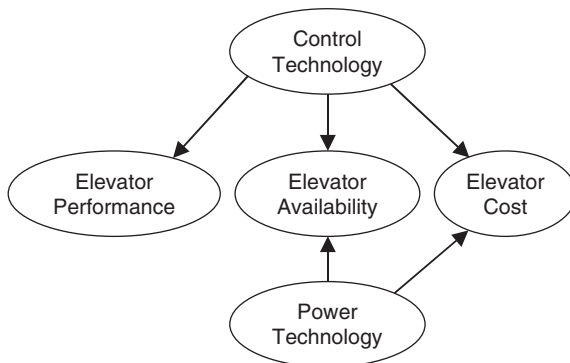 Control
Technology
Elevator
Performance
Elevator
Availability
Elevator
Cost
Power
Technology